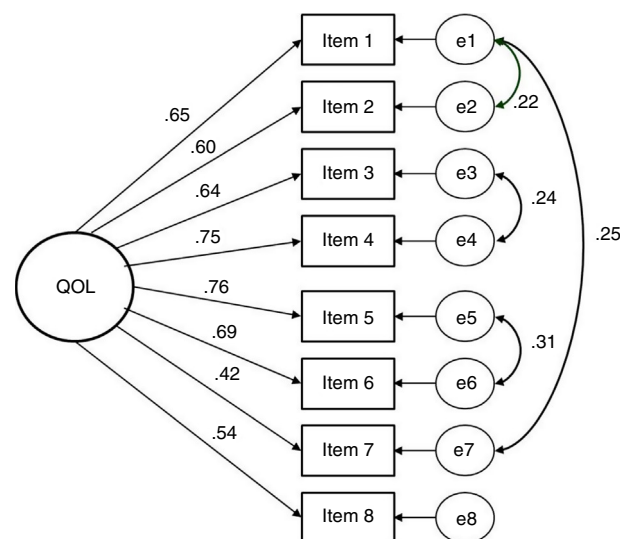 Item 1
e1
.65
Item 2
e2
.22
.60
Item 3
e3
.64
.24
.75
Item 4
e4
.25
QOL
.76
Item 5
e5
.69
.31
Item 6
e6
.42
.54
Item 7
e7
Item 8
e8